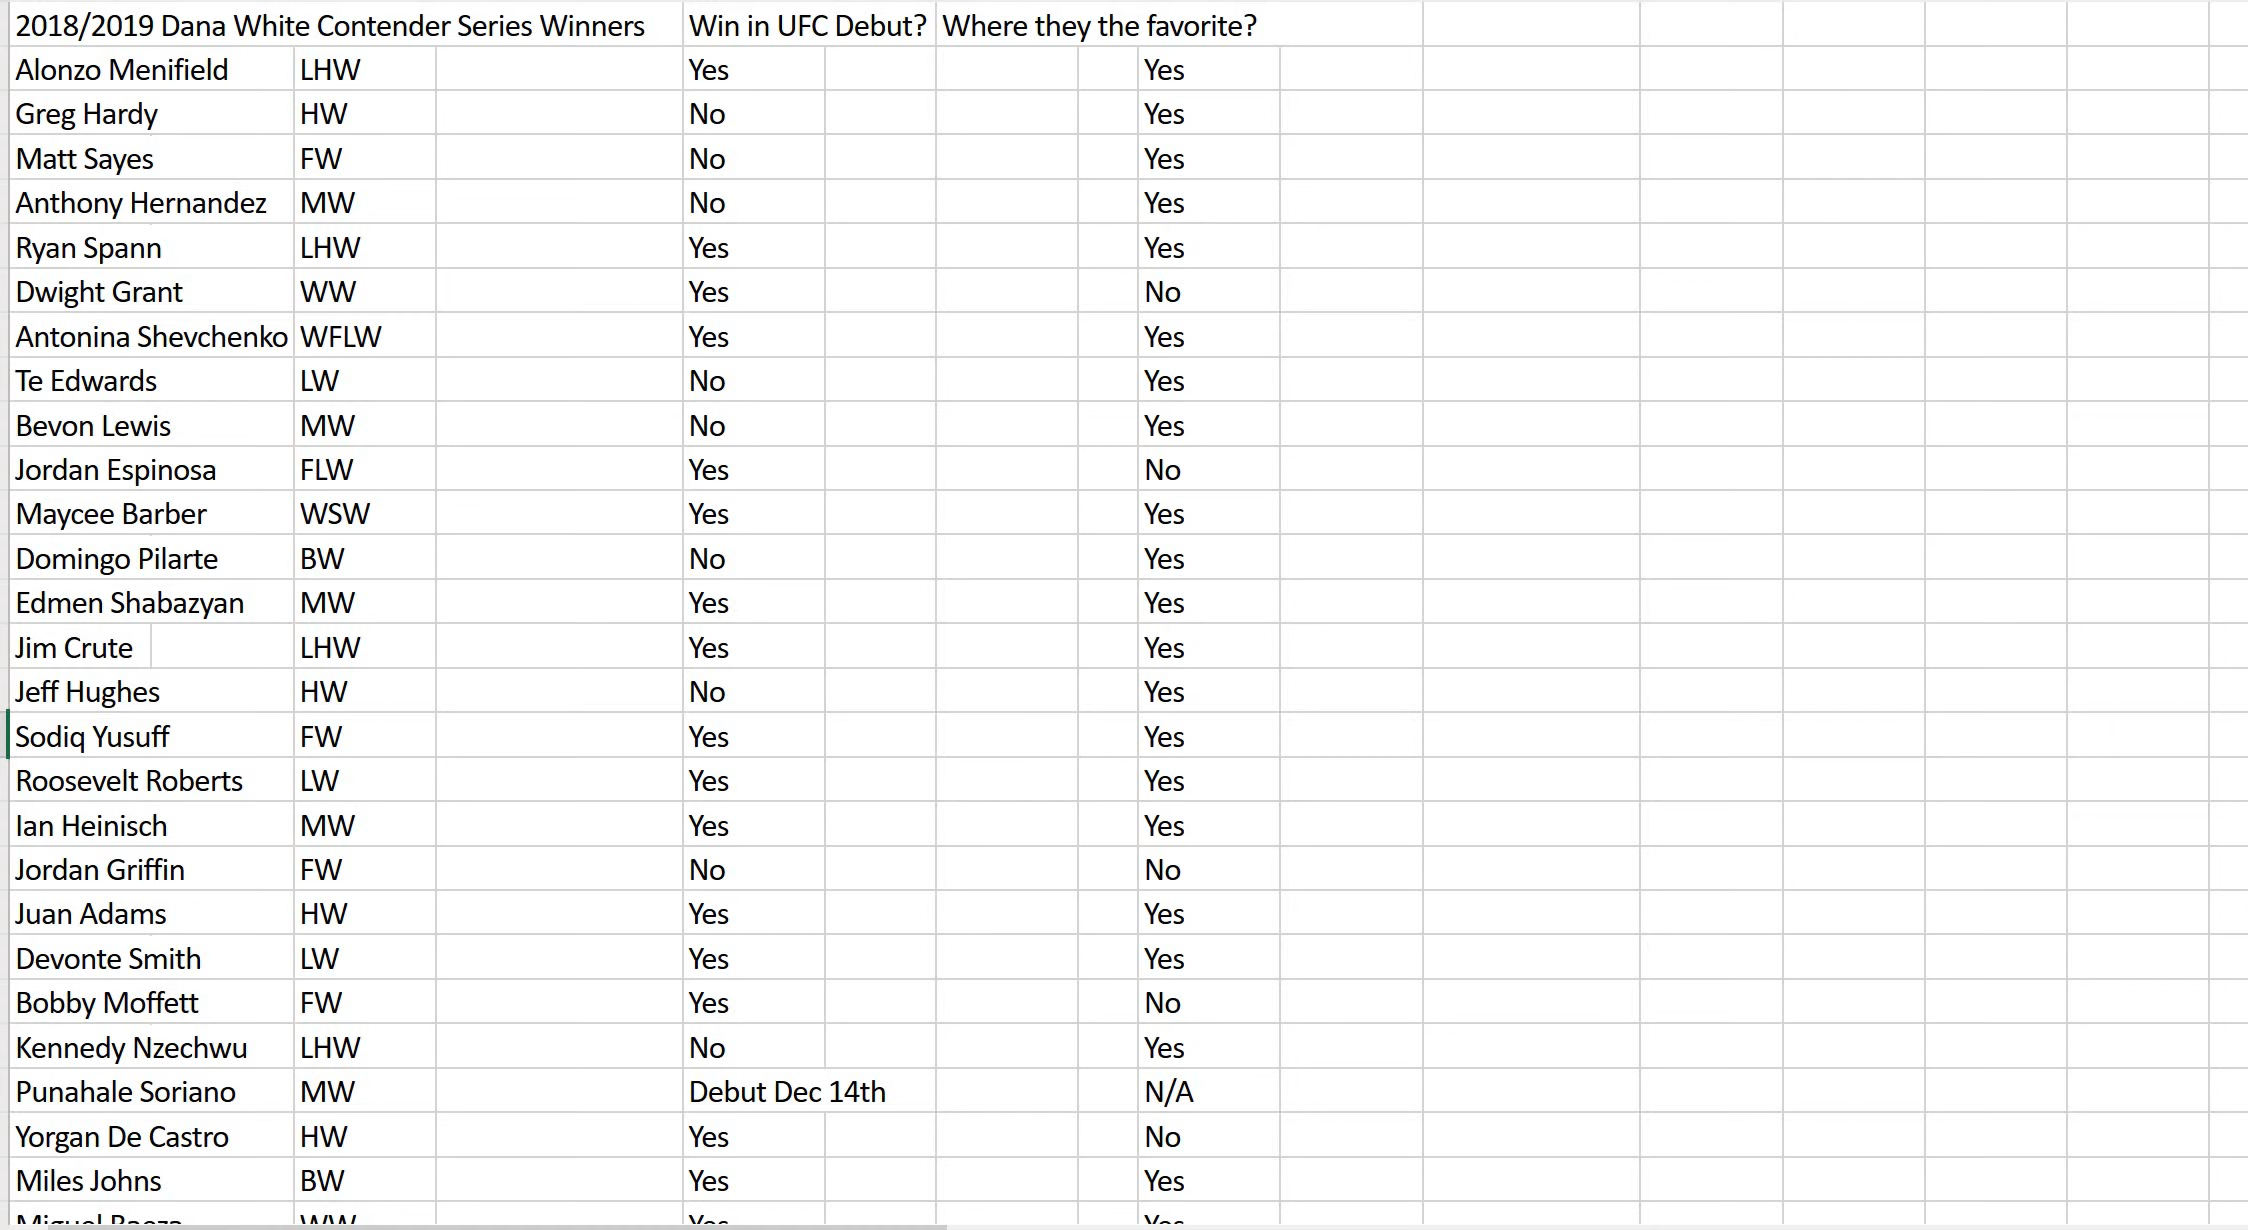 2018/2019 Dana White Contender Series Winners Win in UFC Debut? Where they the favorite?
Alonzo Menifield LHW Yes Yes
Greg Hardy HW No Yes
Matt Sayes FW No Yes
Anthony Hernandez MW No Yes
Ryan Spann LHW Yes Yes
Dwight Grant WW Yes No
Antonina Shevchenko WFLW Yes Yes
Te Edwards LW No Yes
Bevon Lewis MW No Yes
Jordan Espinosa FLW Yes No
Maycee Barber WSW Yes Yes
Domingo Pilarte BW No Yes
Edmen Shabazyan MW Yes Yes
Jim Crute LHW Yes Yes
Jeff Hughes HW No Yes
Sodiq Yusuff FW Yes Yes
Roosevelt Roberts LW Yes Yes
Ian Heinisch MW Yes Yes
Jordan Griffin FW No No
Juan Adams HW Yes Yes
Devonte Smith LW Yes Yes
Bobby Moffett FW Yes No
Kennedy Nzechwu LHW No Yes
Punahale Soriano MW Debut Dec 14th N/A
Yorgan De Castro HW Yes No
Miles Johns BW Yes Yes
Miguel Baeza WW Yes Yes